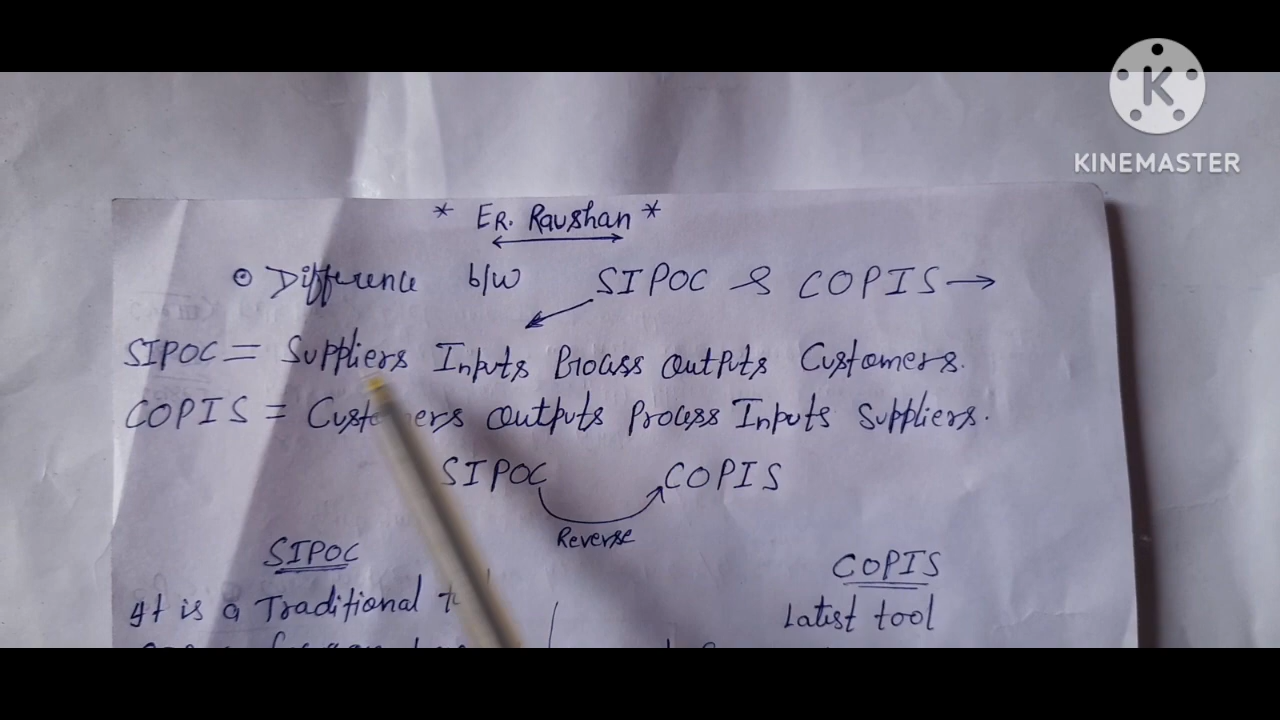 KINEMASTER
* ER. Raushan *
Difference b/w SIPOC & COPIS →
SIPOC = Suppliers Inputs Process Outputs Customers.
COPIS = Customers Outputs Process Inputs Suppliers.
SIPOC COPIS
Reverse
SIPOC COPIS
It is a Traditional
Latest tool